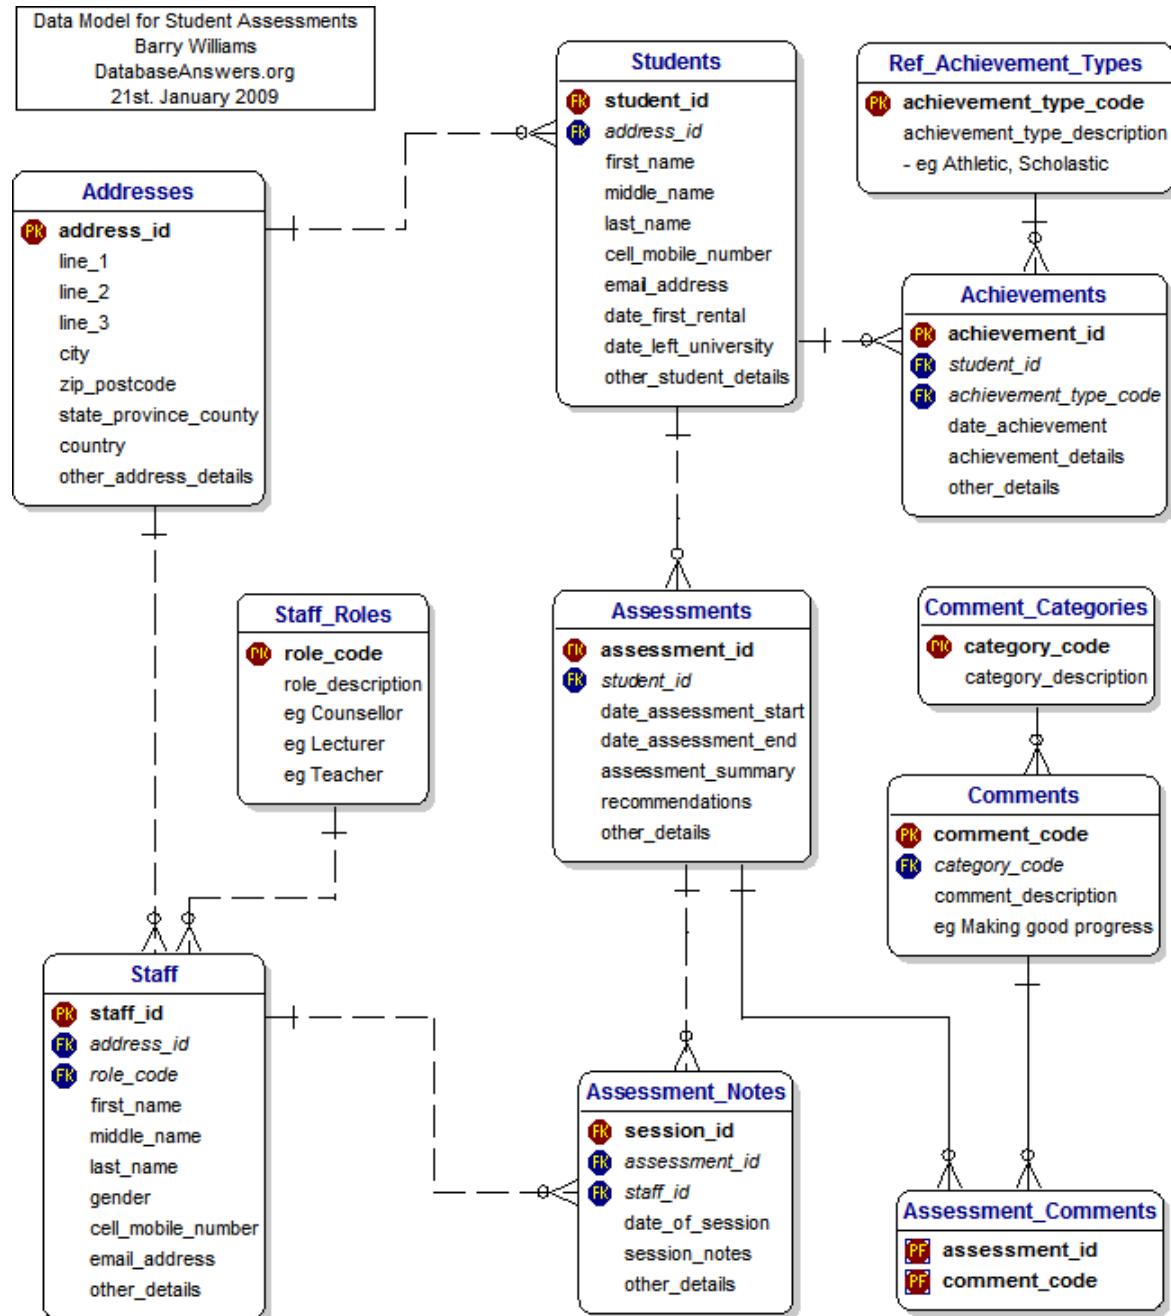 Data Model for Student Assessments
Barry Williams
DatabaseAnswers.org
21st. January 2009
Students
FK student_id
FK address_id
first_name
middle_name
last_name
cell_mobile_number
email_address
date_first_rental
date_left_university
other_student_details
Ref_Achievement_Types
PK achievement_type_code
achievement_type_description
- eg Athletic, Scholastic
Addresses
PK address_id
line_1
line_2
line_3
city
zip_postcode
state_province_county
country
other_address_details
Achievements
PK achievement_id
FK student_id
FK achievement_type_code
date_achievement
achievement_details
other_details
Staff_Roles
PK role_code
role_description
eg Counsellor
eg Lecturer
eg Teacher
Assessments
PK assessment_id
FK student_id
date_assessment_start
date_assessment_end
assessment_summary
recommendations
other_details
Comment_Categories
PK category_code
category_description
Comments
PK comment_code
FK category_code
comment_description
eg Making good progress
Staff
PK staff_id
FK address_id
FK role_code
first_name
middle_name
last_name
gender
cell_mobile_number
email_address
other_details
Assessment_Notes
FK session_id
FK assessment_id
FK staff_id
date_of_session
session_notes
other_details
Assessment_Comments
PF assessment_id
PF comment_code